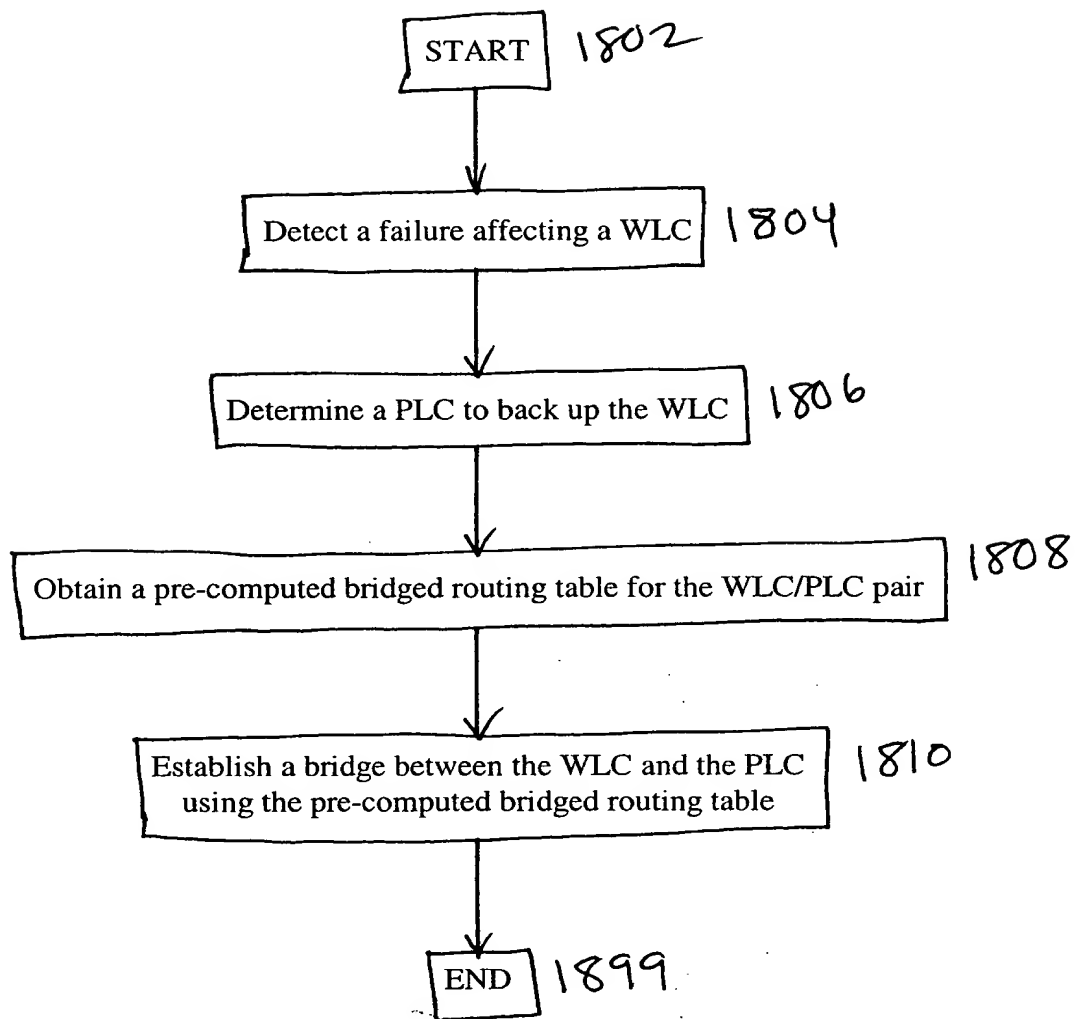 START 1802
Detect a failure affecting a WLC 1804
Determine a PLC to back up the WLC 1806
Obtain a pre-computed bridged routing table for the WLC/PLC pair 1808
Establish a bridge between the WLC and the PLC 1810
using the pre-computed bridged routing table
END 1899